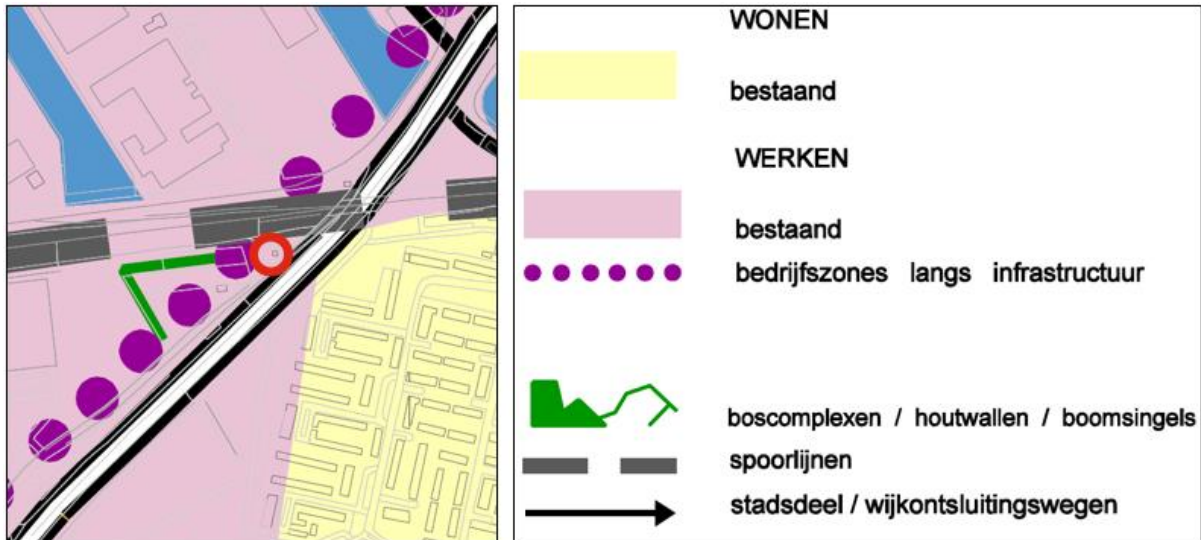 WONEN
bestaand
WERKEN
bestaand
bedrijfszones langs infrastructuur
boscomplexen / houtwallen / boomsingels
spoorlijnen
stadsdeel / wijkontsluitingswegen